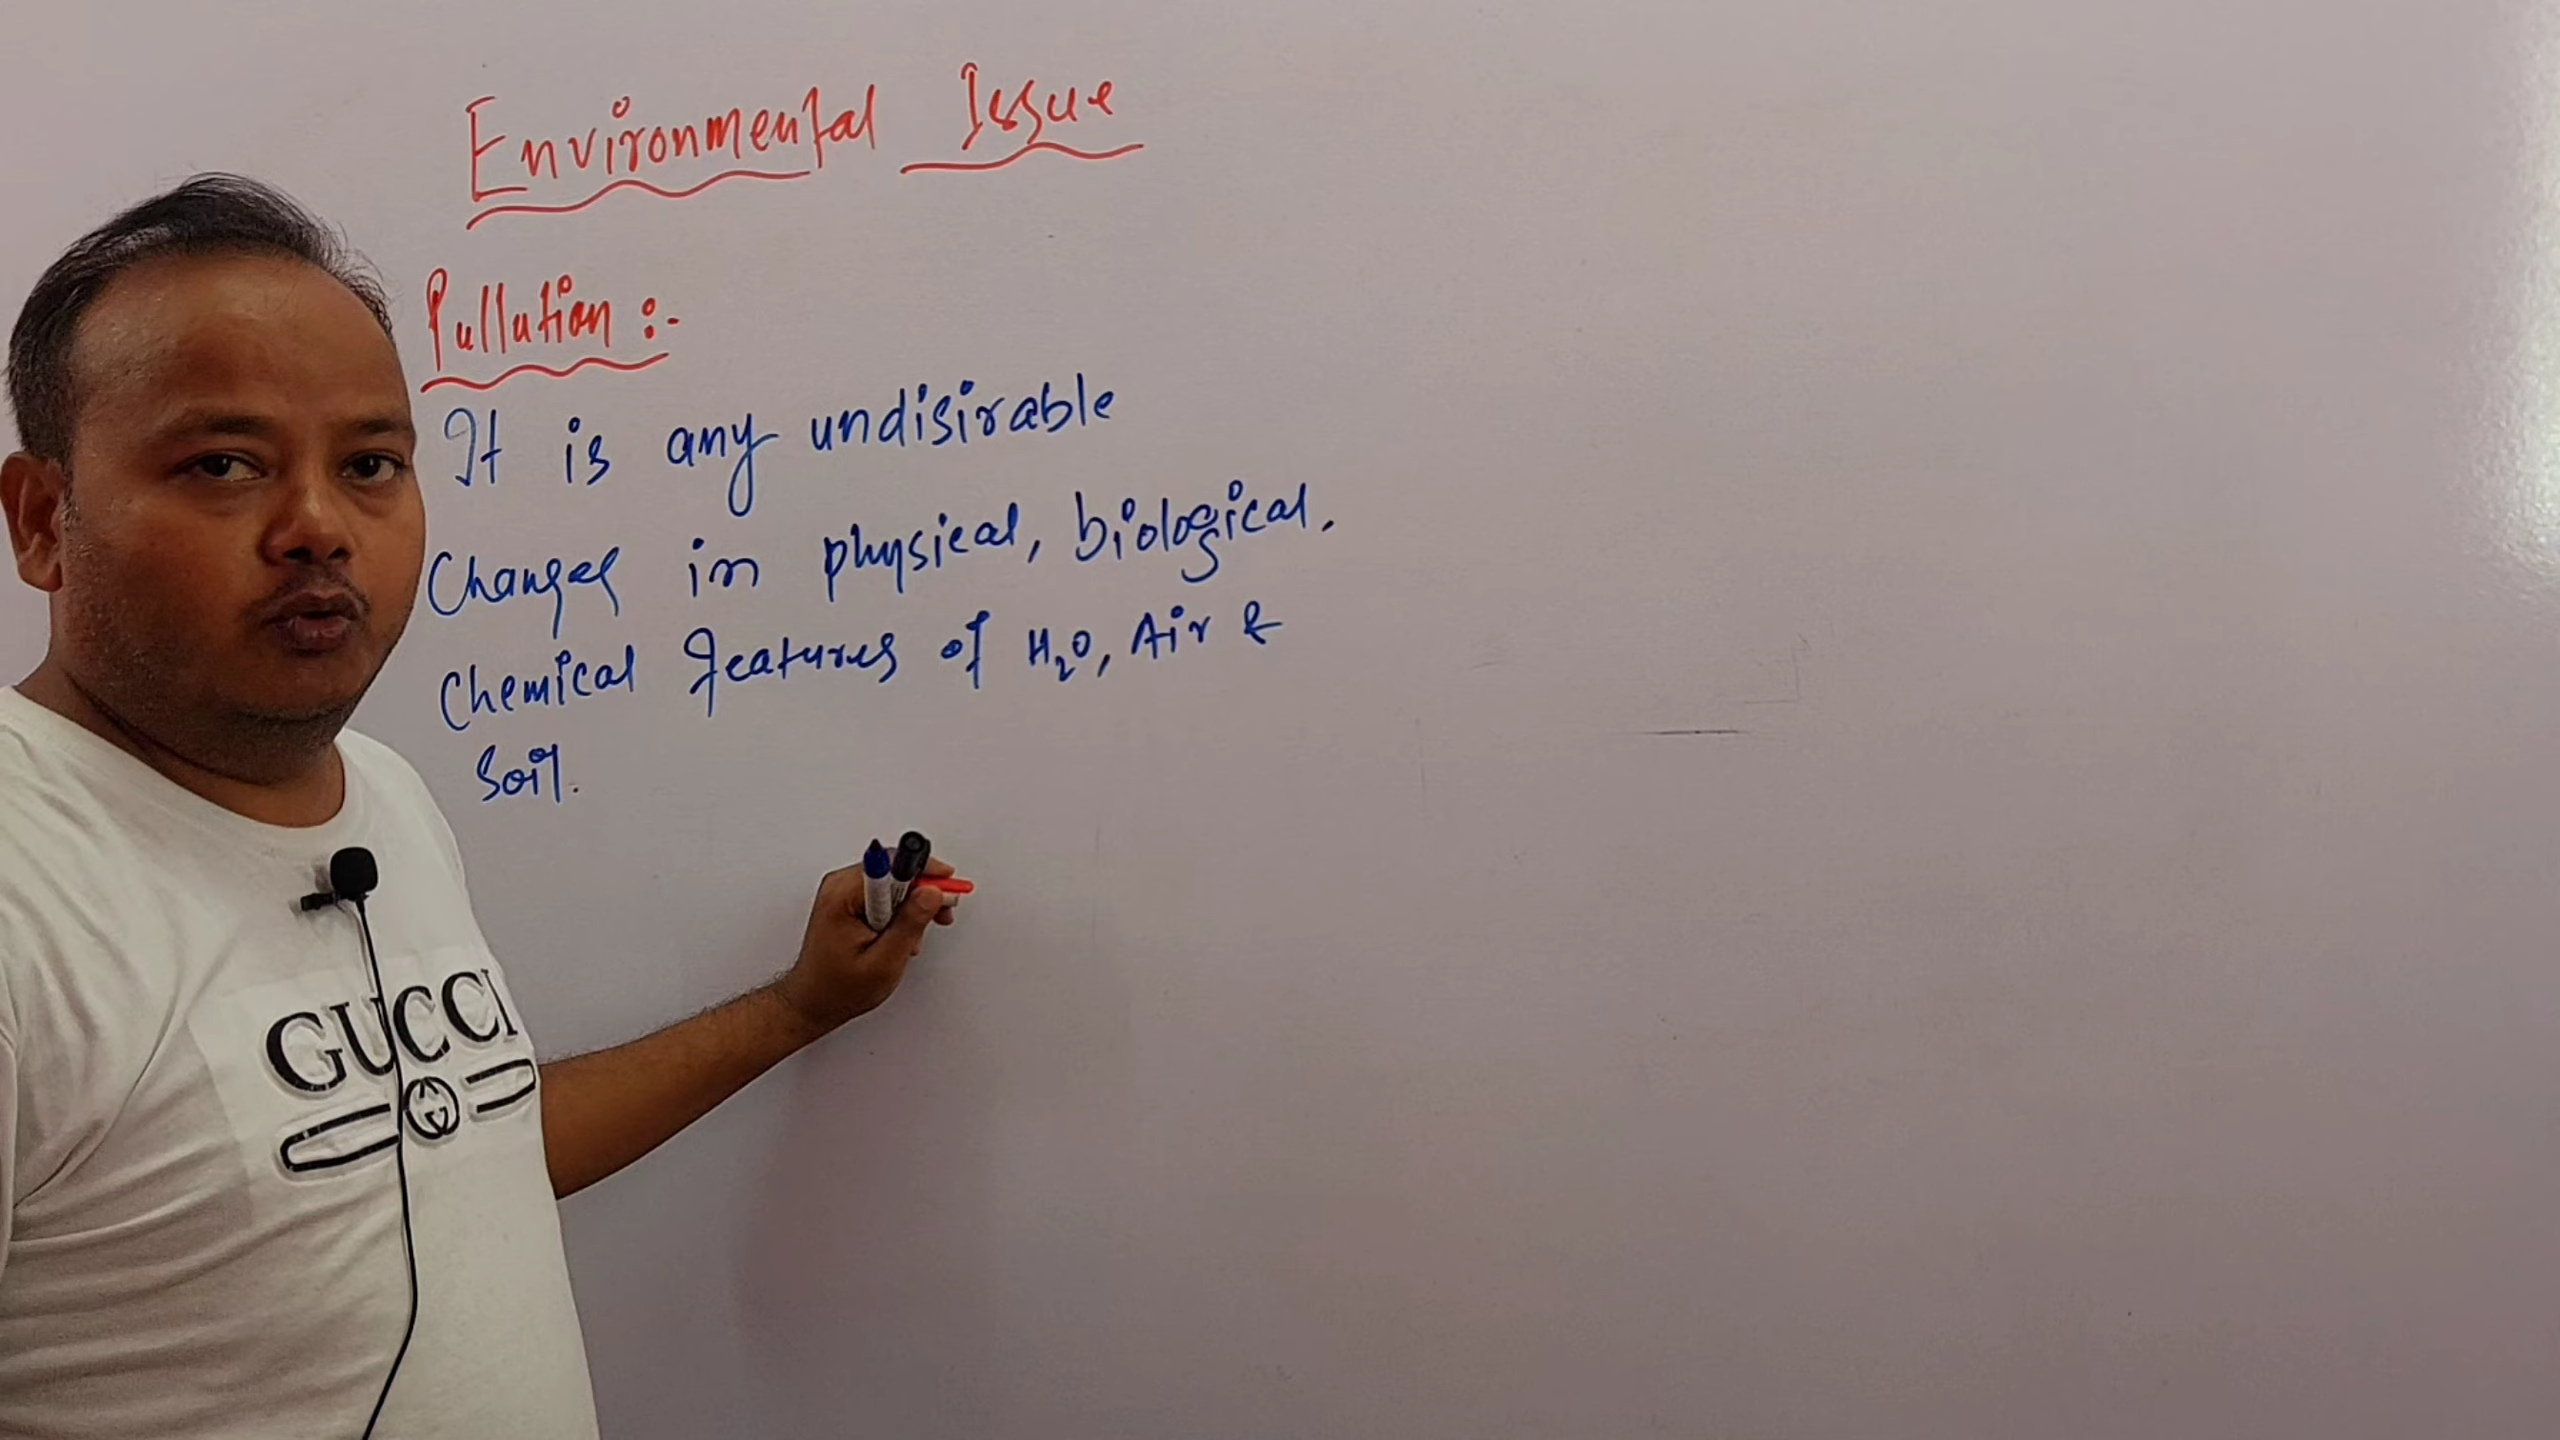 Environmental Issue
Pullution :-
It is any undisirable
Changes in physical, biological,
Chemical features of H₂O, Air &
Soil.
GUCCI